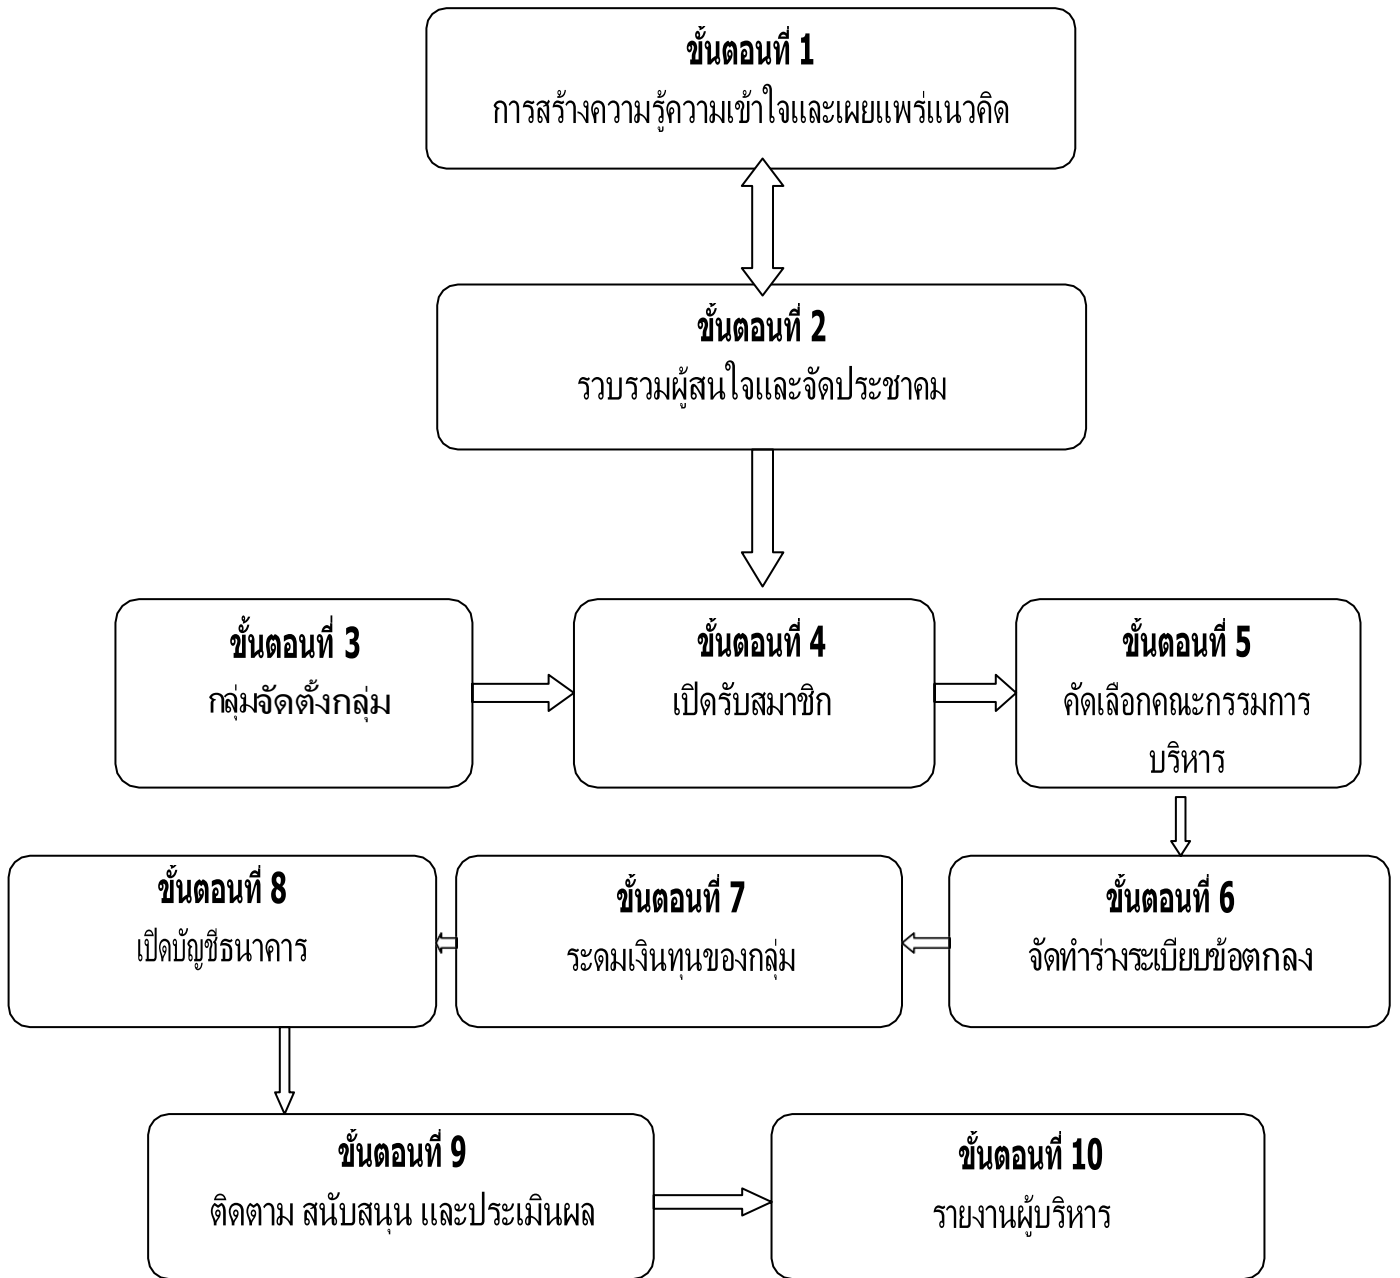 ขั้นตอนที่ 1
การสร้างความรู้ความเข้าใจและเผยแพร่แนวคิด
ขั้นตอนที่ 2
รวบรวมผู้สนใจและจัดประชาคม
ขั้นตอนที่ 3
กลุ่มจัดตั้งกลุ่ม
ขั้นตอนที่ 4
เปิดรับสมาชิก
ขั้นตอนที่ 5
คัดเลือกคณะกรรมการ
บริหาร
ขั้นตอนที่ 8
เปิดบัญชีธนาคาร
ขั้นตอนที่ 7
ระดมเงินทุนของกลุ่ม
ขั้นตอนที่ 6
จัดทำร่างระเบียบข้อตกลง
ขั้นตอนที่ 9
ติดตาม สนับสนุน และประเมินผล
ขั้นตอนที่ 10
รายงานผู้บริหาร